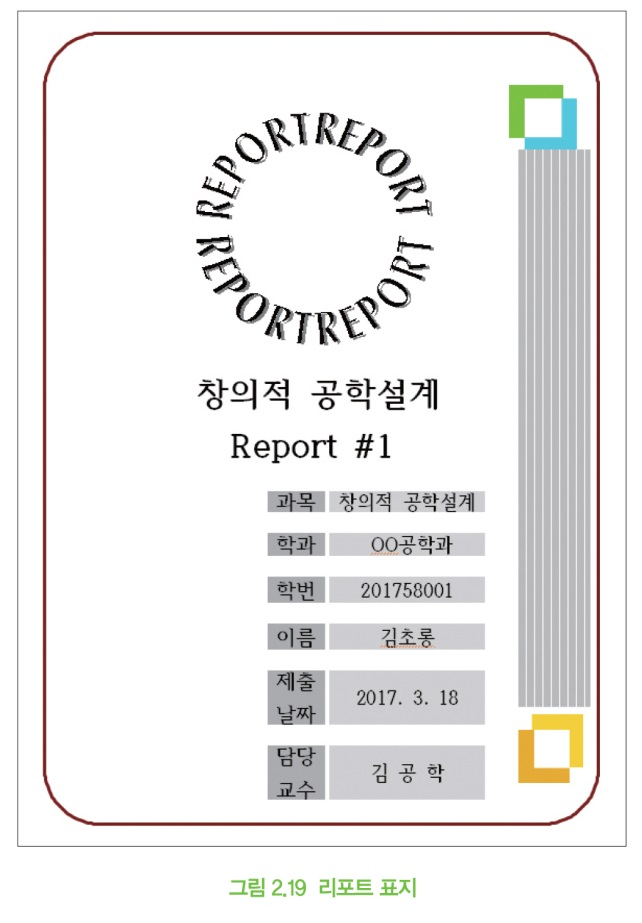 REPORTREPORT
REPORTREPORT
창의적 공학설계
Report #1
과목 창의적 공학설계
학과 OO공학과
학번 201758001
이름 김초롱
제출
날짜 2017. 3. 18
담당
교수 김 공 학
그림 2.19 리포트 표지